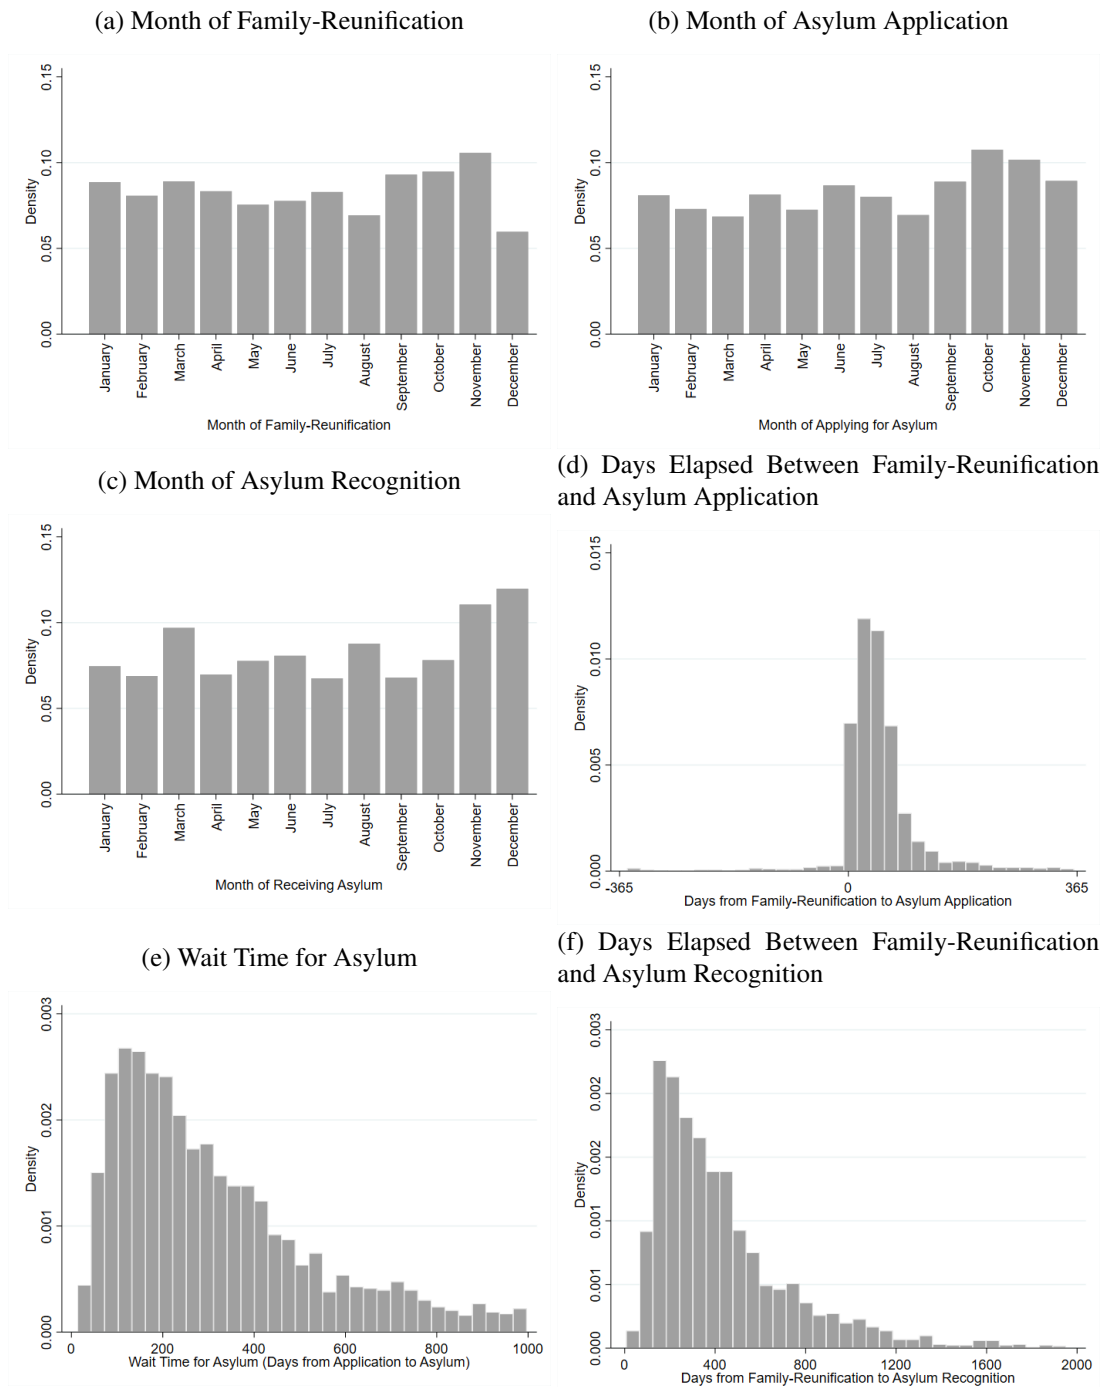 (a) Month of Family-Reunification
0.15
0.10
0.05
0.00
Density
January
February
March
April
May
June
July
August
September
October
November
December
Month of Family-Reunification
(b) Month of Asylum Application
0.15
0.10
0.05
0.00
Density
January
February
March
April
May
June
July
August
September
October
November
December
Month of Applying for Asylum
(c) Month of Asylum Recognition
0.15
0.10
0.05
0.00
Density
January
February
March
April
May
June
July
August
September
October
November
December
Month of Receiving Asylum
(d) Days Elapsed Between Family-Reunification
and Asylum Application
0.015
0.010
0.005
0.000
Density
-365
0
365
Days from Family-Reunification to Asylum Application
(e) Wait Time for Asylum
0.003
0.002
0.001
0.000
Density
0
200
400
600
800
1000
Wait Time for Asylum (Days from Application to Asylum)
(f) Days Elapsed Between Family-Reunification
and Asylum Recognition
0.003
0.002
0.002
0.001
0.001
0.000
Density
0
400
800
1200
1600
2000
Days from Family-Reunification to Asylum Recognition